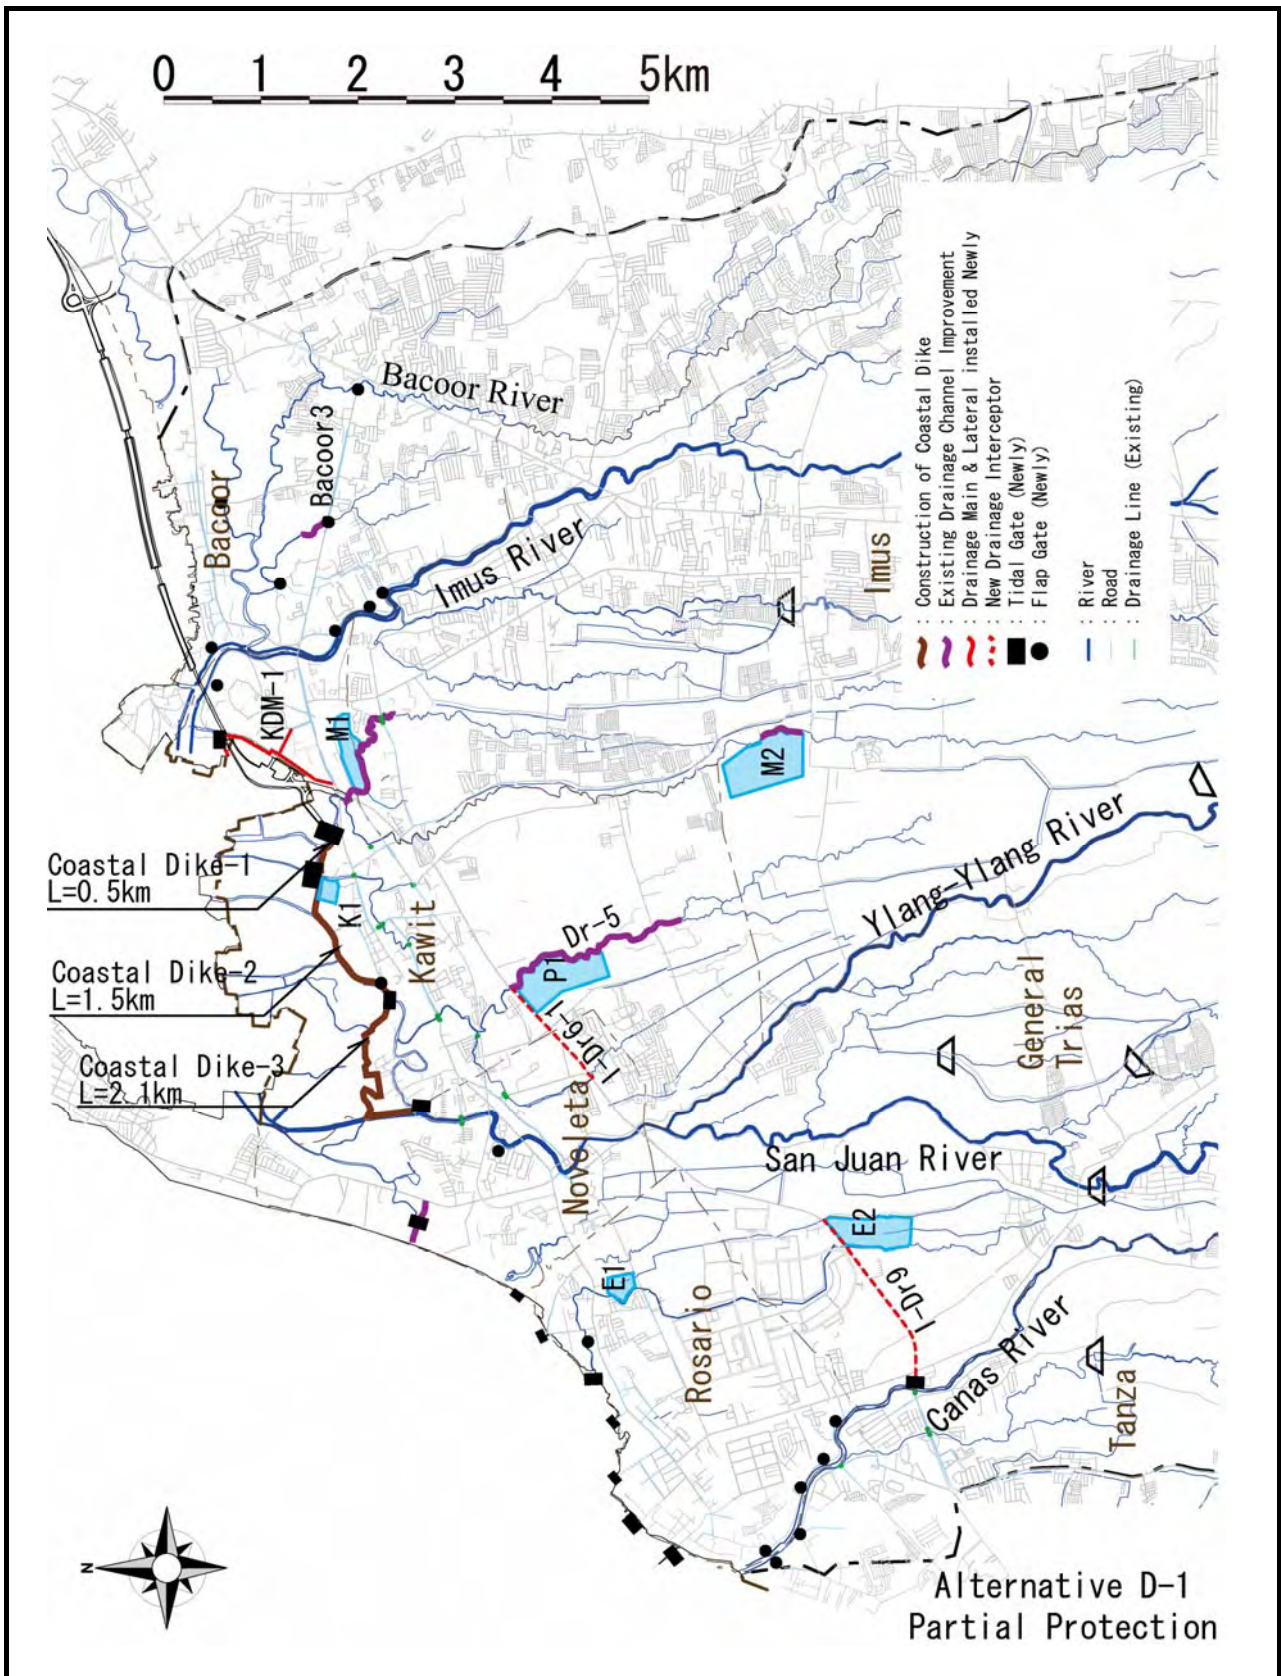 0 1 2 3 4 5km
Bacoor River
Bacoor3
Bacoor
Imus River
Imus
: Construction of Coastal Dike
: Existing Drainage Channel Improvement
: Drainage Main & Lateral installed Newly
: New Drainage Interceptor
: Tidal Gate (Newly)
: Flap Gate (Newly)
: River
: Road
: Drainage Line (Existing)
KDM-1
M1
M2
Coastal Dike-1
L=0.5km
K1
Kawit
Ylang-Ylang River
Dr-5
P1
Coastal Dike-2
L=1.5km
General
Trias
I-Dr6-1
Coastal Dike-3
L=2.1km
Noveleta
San Juan River
E2
E1
I-Dr9
Rosario
Canas River
Tanza
N
Alternative D-1
Partial Protection